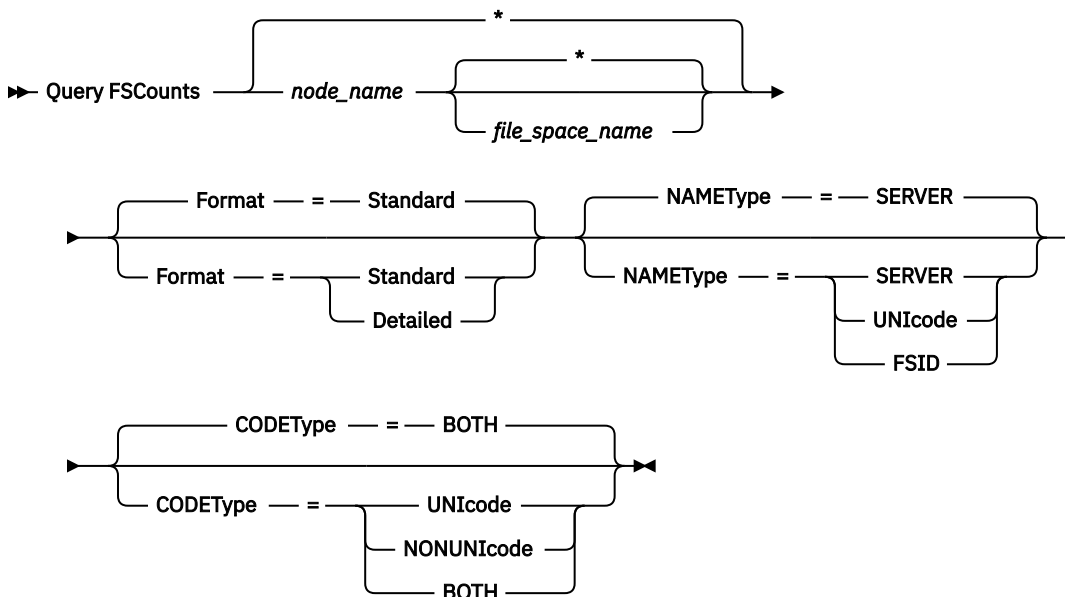 *
*
Query FSCounts node_name
file_space_name
Format = Standard NAMEType = SERVER
Format = Standard NAMEType = SERVER
Detailed UNIcode
FSID
CODEType = BOTH
CODEType = UNIcode
NONUNIcode
BOTH